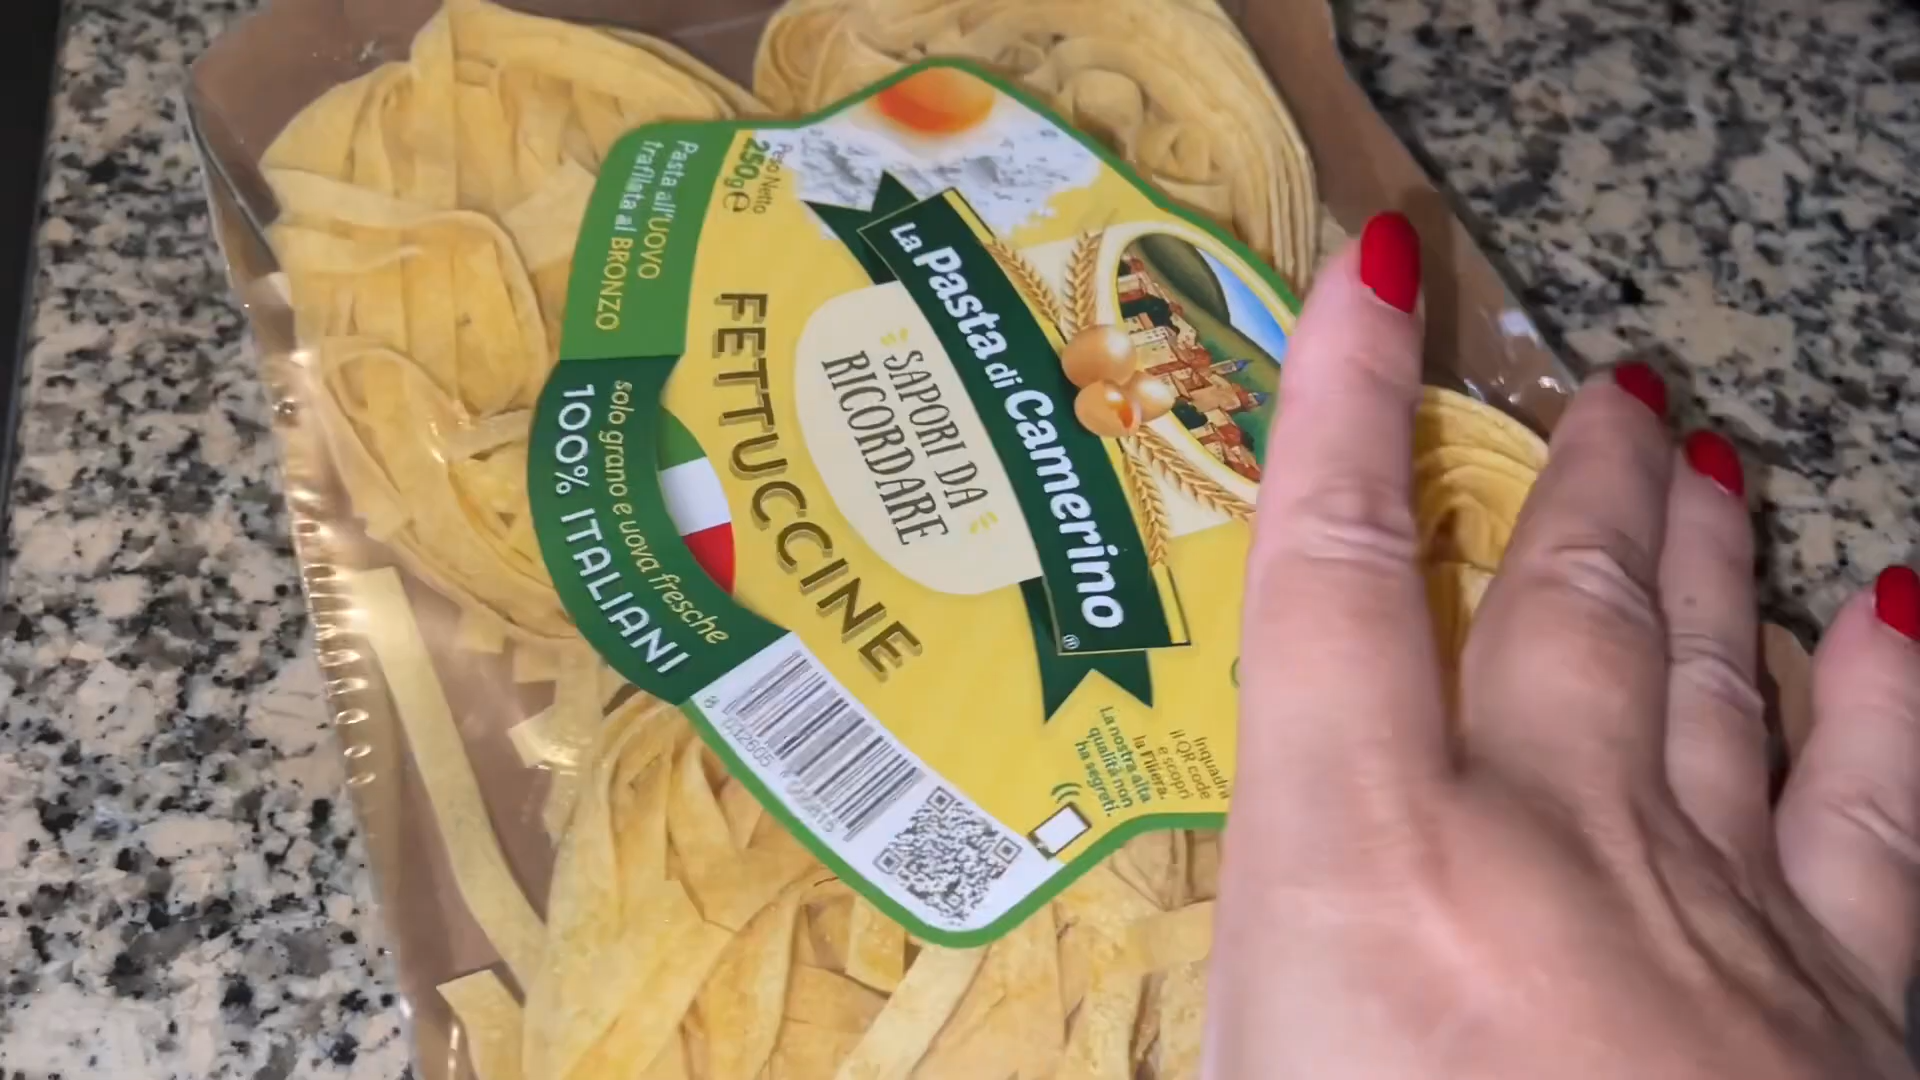 Peso Netto
250g e
Pasta all'UOVO
trafilata al BRONZO
La Pasta di Camerino
®
SAPORI DA
RICORDARE
FETTUCCINE
solo grano e uova fresche
100% ITALIANI
Inquadra
il QR code
e scopri
la Filiera.
La nostra alta
qualità non
ha segreti.